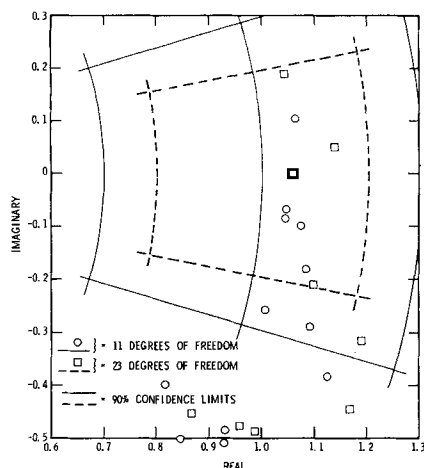 0.3
0.2
0.1
0
-0.1
-0.2
-0.3
-0.4
-0.5
IMAGINARY
○ } = 11 DEGREES OF FREEDOM
□ } = 23 DEGREES OF FREEDOM
} = 90% CONFIDENCE LIMITS
0.6 0.7 0.8 0.9 1.0 1.1 1.2 1.3
REAL